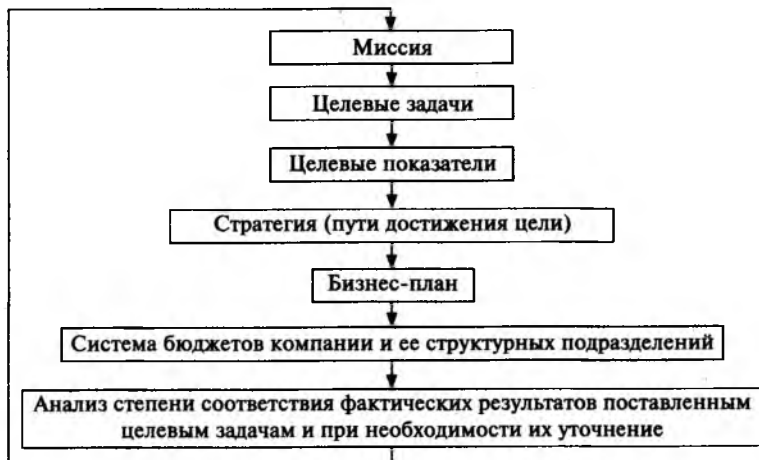 Миссия
Целевые задачи
Целевые показатели
Стратегия (пути достижения цели)
Бизнес-план
Система бюджетов компании и ее структурных подразделений
Анализ степени соответствия фактических результатов поставленным
целевым задачам и при необходимости их уточнение